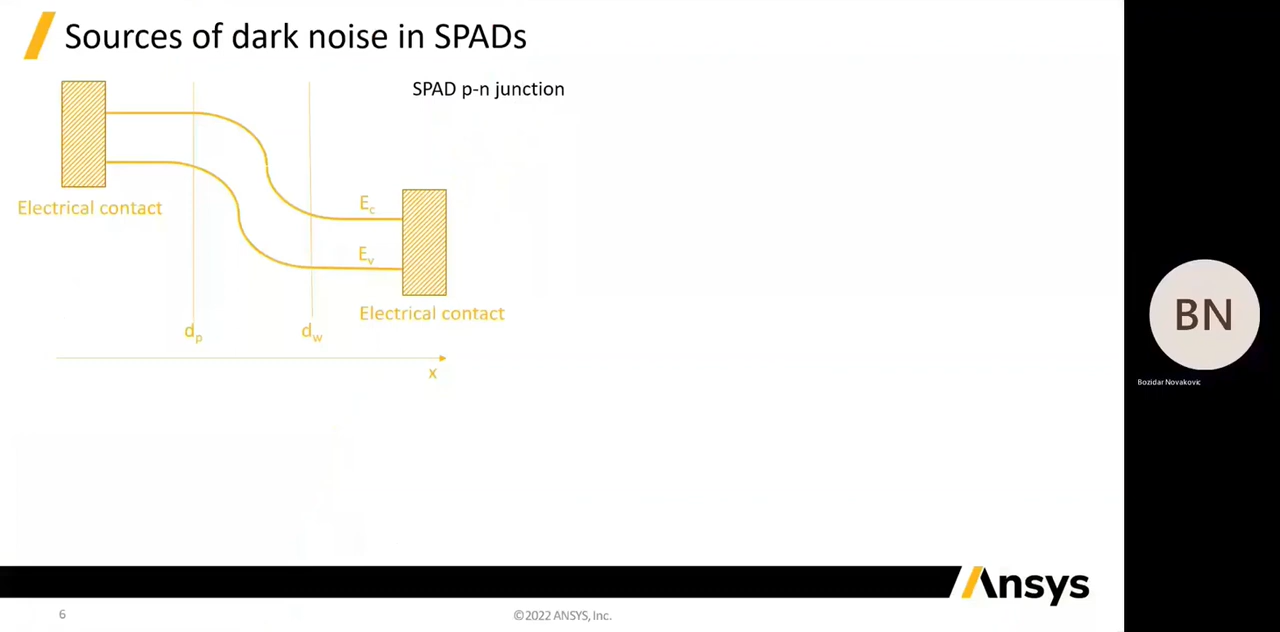 Sources of dark noise in SPADs
SPAD p-n junction
Electrical contact
Ec
Ev
Electrical contact
dp
dw
x
BN
Bozidar Novakovic
Ansys
6
©2022 ANSYS, Inc.